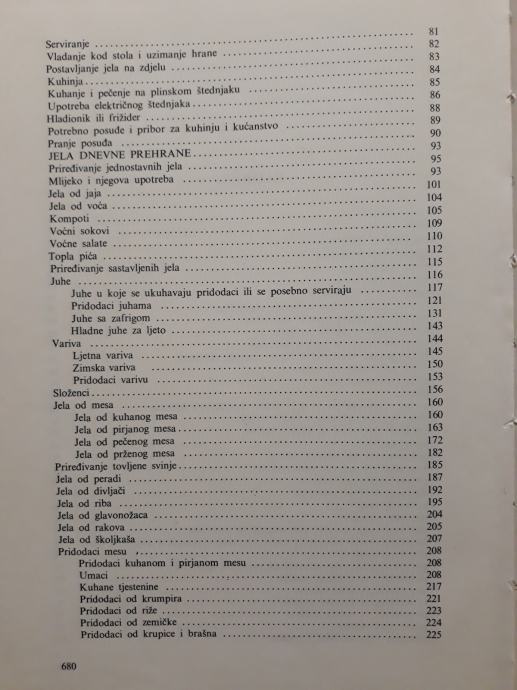 Serviranje ........ 81
Vladanje kod stola i uzimanje hrane ........ 82
Postavljanje jela na zdjelu ........ 83
Kuhinja ........ 84
Kuhanje i pečenje na plinskom štednjaku ........ 85
Upotreba električnog štednjaka ........ 86
Hladionik ili frižider ........ 88
Potrebno posuđe i pribor za kuhinju i kućanstvo ........ 89
Pranje posuđa ........ 90
JELA DNEVNE PREHRANE ........ 93
Priređivanje jednostavnih jela ........ 95
Mlijeko i njegova upotreba ........ 93
Jela od jaja ........ 101
Jela od voća ........ 104
Kompoti ........ 105
Voćni sokovi ........ 109
Voćne salate ........ 110
Topla pića ........ 112
Priređivanje sastavljenih jela ........ 115
Juhe ........ 116
Juhe u koje se ukuhavaju pridodaci ili se posebno serviraju ........ 117
Pridodaci juhama ........ 121
Juhe sa zafrigom ........ 131
Hladne juhe za ljeto ........ 143
Variva ........ 144
Ljetna variva ........ 145
Zimska variva ........ 150
Pridodaci varivu ........ 153
Složenci ........ 156
Jela od mesa ........ 160
Jela od kuhanog mesa ........ 160
Jela od pirjanog mesa ........ 163
Jela od pečenog mesa ........ 172
Jela od prženog mesa ........ 182
Priređivanje tovljene svinje ........ 185
Jela od peradi ........ 187
Jela od divljači ........ 192
Jela od riba ........ 195
Jela od glavonožaca ........ 204
Jela od rakova ........ 205
Jela od školjkaša ........ 207
Pridodaci mesu ........ 208
Pridodaci kuhanom i pirjanom mesu ........ 208
Umaci ........ 208
Kuhane tjestenine ........ 217
Pridodaci od krumpira ........ 221
Pridodaci od riže ........ 223
Pridodaci od zemičke ........ 224
Pridodaci od krupice i brašna ........ 225
680